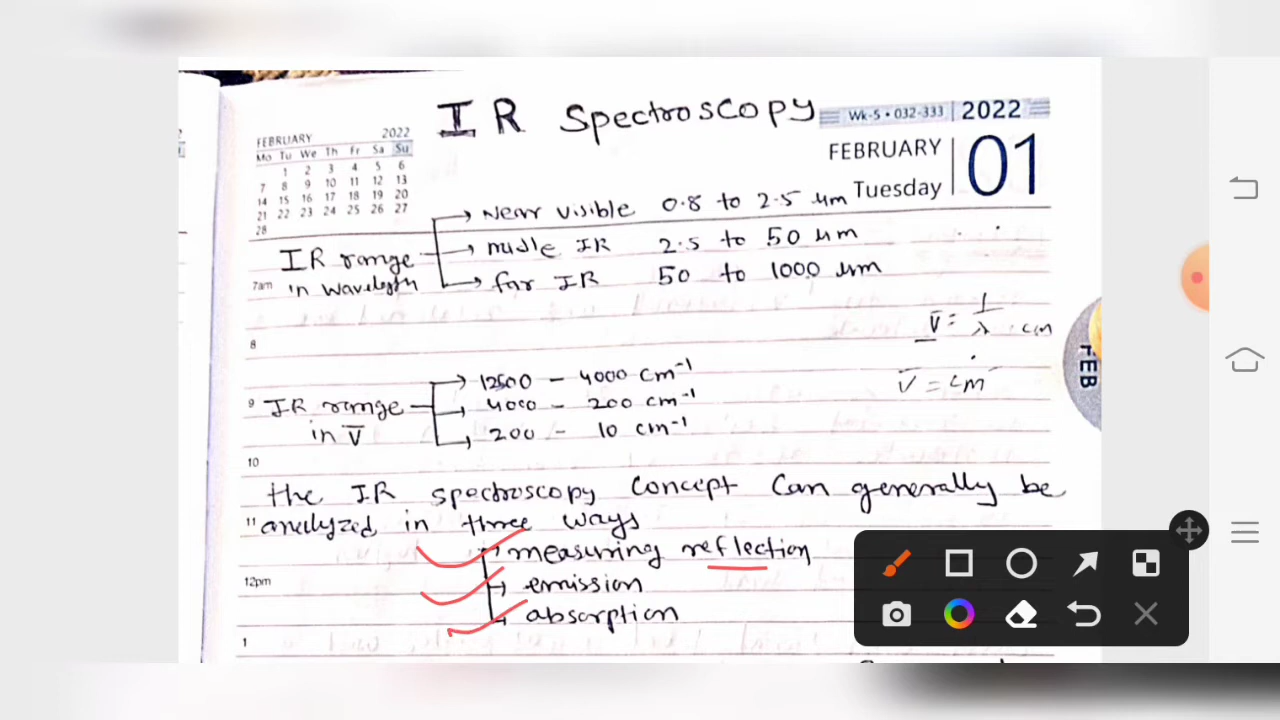 IR Spectroscopy
Wk-5 • 032-333 2022
FEBRUARY 2022
Mo Tu We Th Fr Sa Su
1 2 3 4 5 6
7 8 9 10 11 12 13
14 15 16 17 18 19 20
21 22 23 24 25 26 27
28
FEBRUARY 01
Tuesday
IR range in wavelegth
Near visible 0.8 to 2.5 μm
midle IR 2.5 to 50 μm
far IR 50 to 1000 μm
7am
8
v̄ = 1/λ cm
v̄ = cm⁻
FEB
9 IR range in v̄
12500 – 4000 cm⁻¹
4000 – 200 cm⁻¹
200 – 10 cm⁻¹
10
the IR spectroscopy concept can generally be
11 analyzed in three ways
measuring reflection
12pm emission
absorption
1